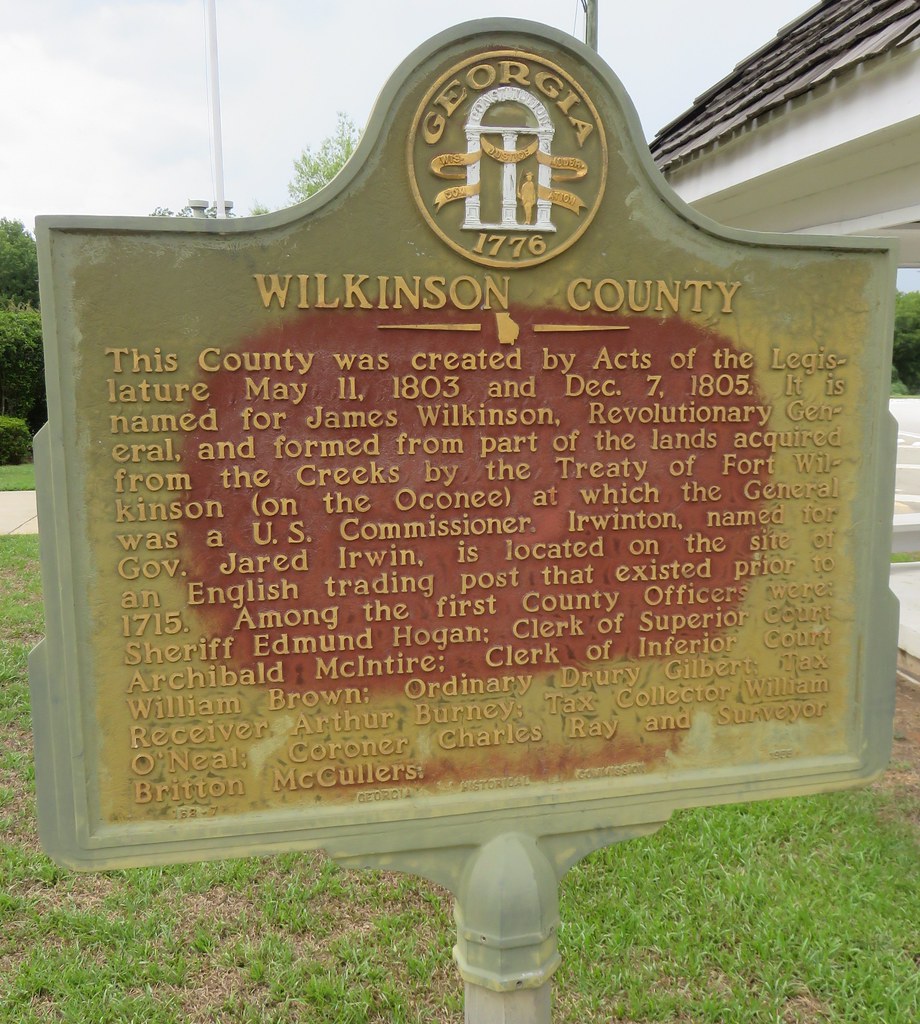 GEORGIA
CONSTITUTION
WIS- JUSTICE MODER-
DOM ATION
1776
WILKINSON COUNTY
This County was created by Acts of the Legis-
lature May 11, 1803 and Dec. 7, 1805. It is
named for James Wilkinson, Revolutionary Gen-
eral, and formed from part of the lands acquired
from the Creeks by the Treaty of Fort Wil-
kinson (on the Oconee) at which the General
was a U.S. Commissioner. Irwinton, named for
Gov. Jared Irwin, is located on the site of
an English trading post that existed prior to
1715. Among the first County Officers were:
Sheriff Edmund Hogan; Clerk of Superior Court
Archibald McIntire; Clerk of Inferior Court
William Brown; Ordinary Drury Gilbert; Tax
Receiver Arthur Burney; Tax Collector William
O'Neal; Coroner Charles Ray and Surveyor
Britton McCullers.
158-7 GEORGIA HISTORICAL COMMISSION